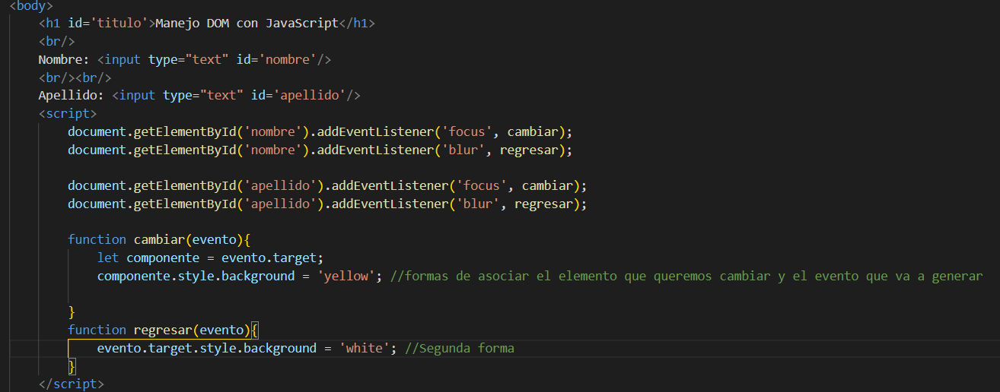 <body>
<h1 id='titulo'>Manejo DOM con JavaScript</h1>
<br/>
Nombre: <input type="text" id='nombre'/>
<br/><br/>
Apellido: <input type="text" id='apellido'/>
<script>
document.getElementById('nombre').addEventListener('focus', cambiar);
document.getElementById('nombre').addEventListener('blur', regresar);
document.getElementById('apellido').addEventListener('focus', cambiar);
document.getElementById('apellido').addEventListener('blur', regresar);
function cambiar(evento){
let componente = evento.target;
componente.style.background = 'yellow'; //formas de asociar el elemento que queremos cambiar y el evento que va a generar
}
function regresar(evento){
evento.target.style.background = 'white'; //Segunda forma
}
</script>